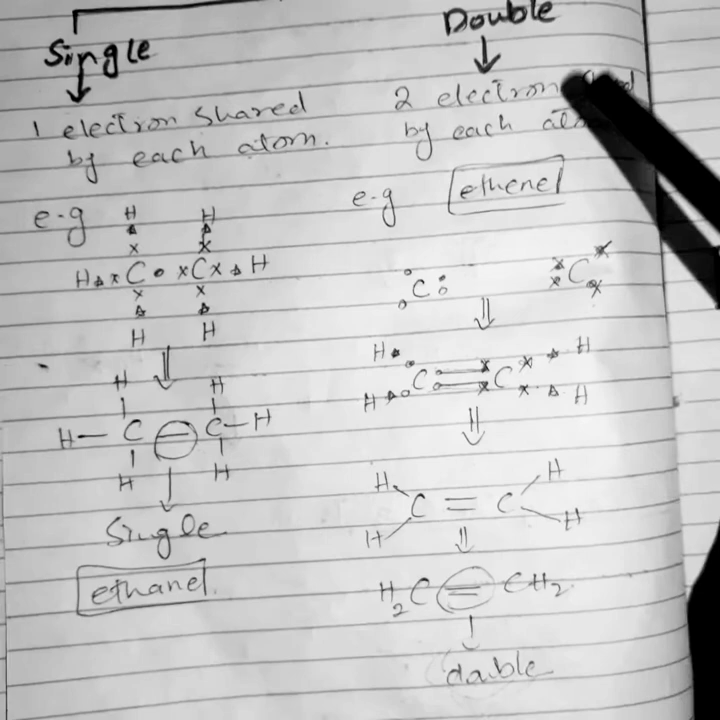 Single
1 electron shared
by each atom.
e-g
H H
H C C H
H H
H H
H — C — C — H
H H
Single
ethane
Double
2 electron
by each
e-g ethene
C C
H C C H
H H
H H
C = C
H H
H₂C = CH₂
double